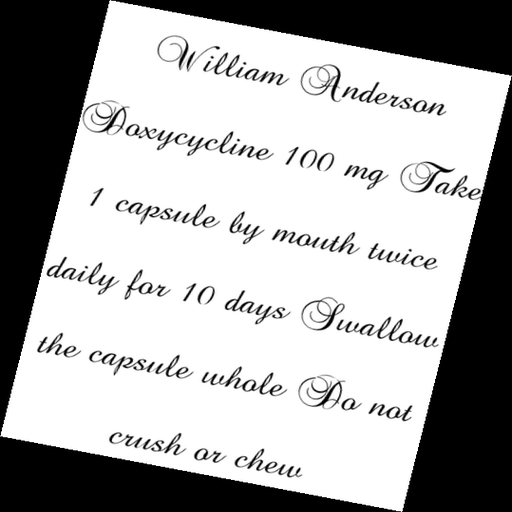 William Anderson
Doxycycline 100 mg Take
1 capsule by mouth twice
daily for 10 days Swallow
the capsule whole Do not
crush or chew